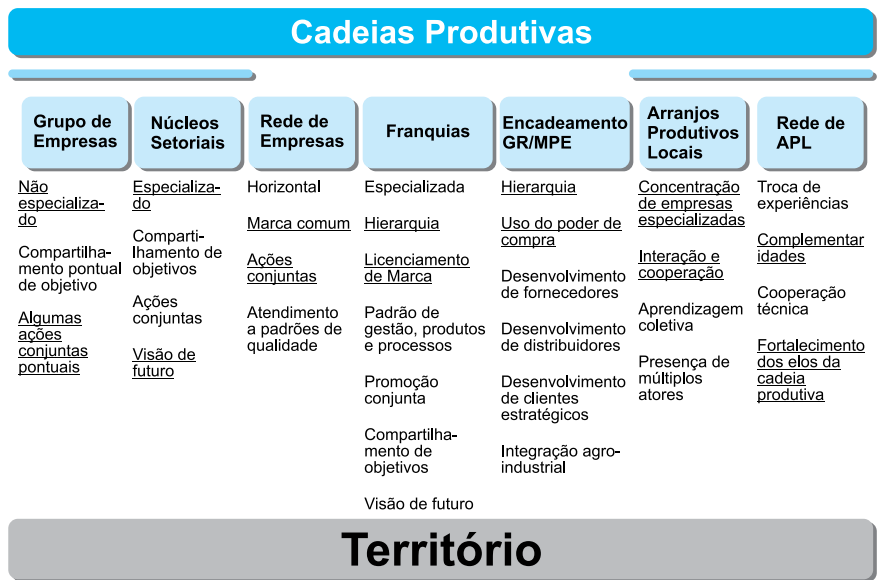 Cadeias Produtivas
Grupo de
Empresas
Não
especializa-
do
Compartilha-
mento pontual
de objetivo
Algumas
ações
conjuntas
pontuais
Núcleos
Setoriais
Especializa-
do
Comparti-
lhamento de
objetivos
Ações
conjuntas
Visão de
futuro
Rede de
Empresas
Horizontal
Marca comum
Ações
conjuntas
Atendimento
a padrões de
qualidade
Franquias
Especializada
Hierarquia
Licenciamento
de Marca
Padrão de
gestão, produtos
e processos
Promoção
conjunta
Compartilha-
mento de
objetivos
Visão de futuro
Encadeamento
GR/MPE
Hierarquia
Uso do poder de
compra
Desenvolvimento
de fornecedores
Desenvolvimento
de distribuidores
Desenvolvimento
de clientes
estratégicos
Integração agro-
industrial
Arranjos
Produtivos
Locais
Concentração
de empresas
especializadas
Interação e
cooperação
Aprendizagem
coletiva
Presença de
múltiplos
atores
Rede de
APL
Troca de
experiências
Complementar
idades
Cooperação
técnica
Fortalecimento
dos elos da
cadeia
produtiva
Território